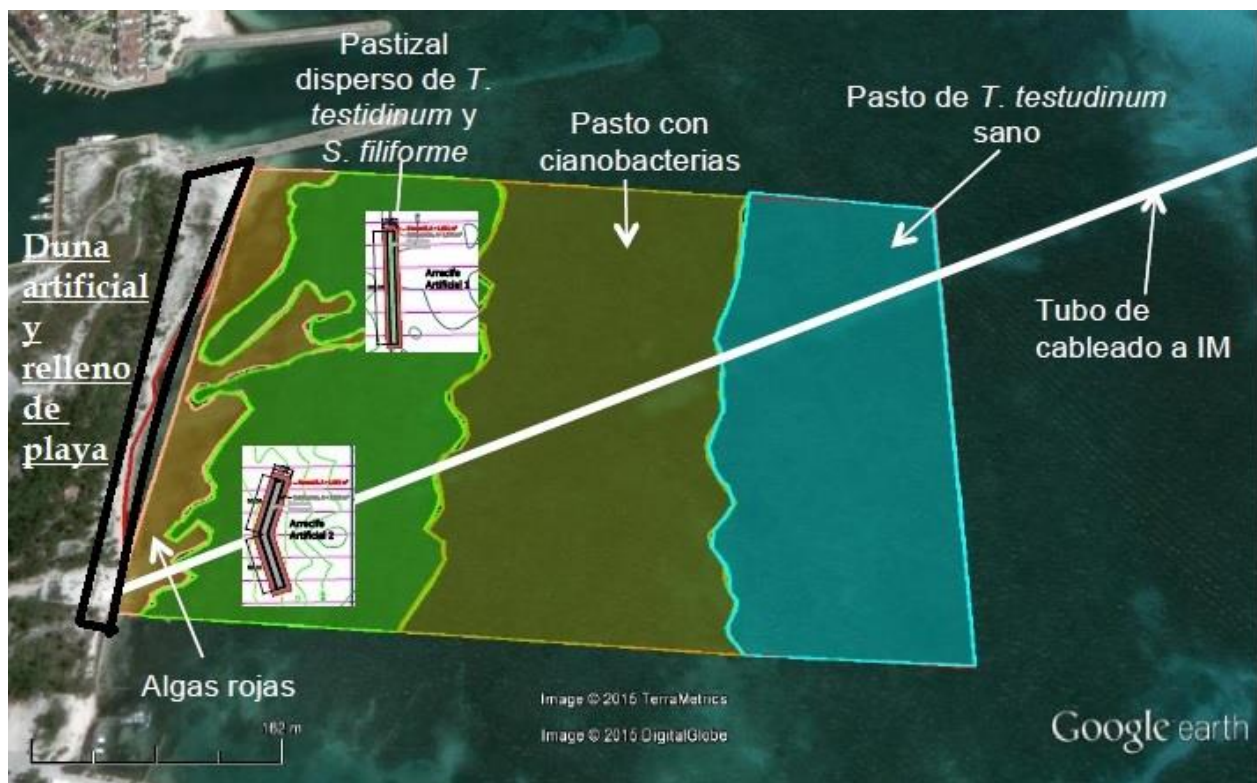 Pastizal
disperso de T.
testidinum y
S. filiforme
Pasto con
cianobacterias
Pasto de T. testudinum
sano
Duna
artificial
y
relleno
de
playa
Arrecife
Artificial 1
Tubo de
cableado a IM
Arrecife
Artificial 2
Algas rojas
162 m
Image © 2015 TerraMetrics
Image © 2015 DigitalGlobe
Google earth